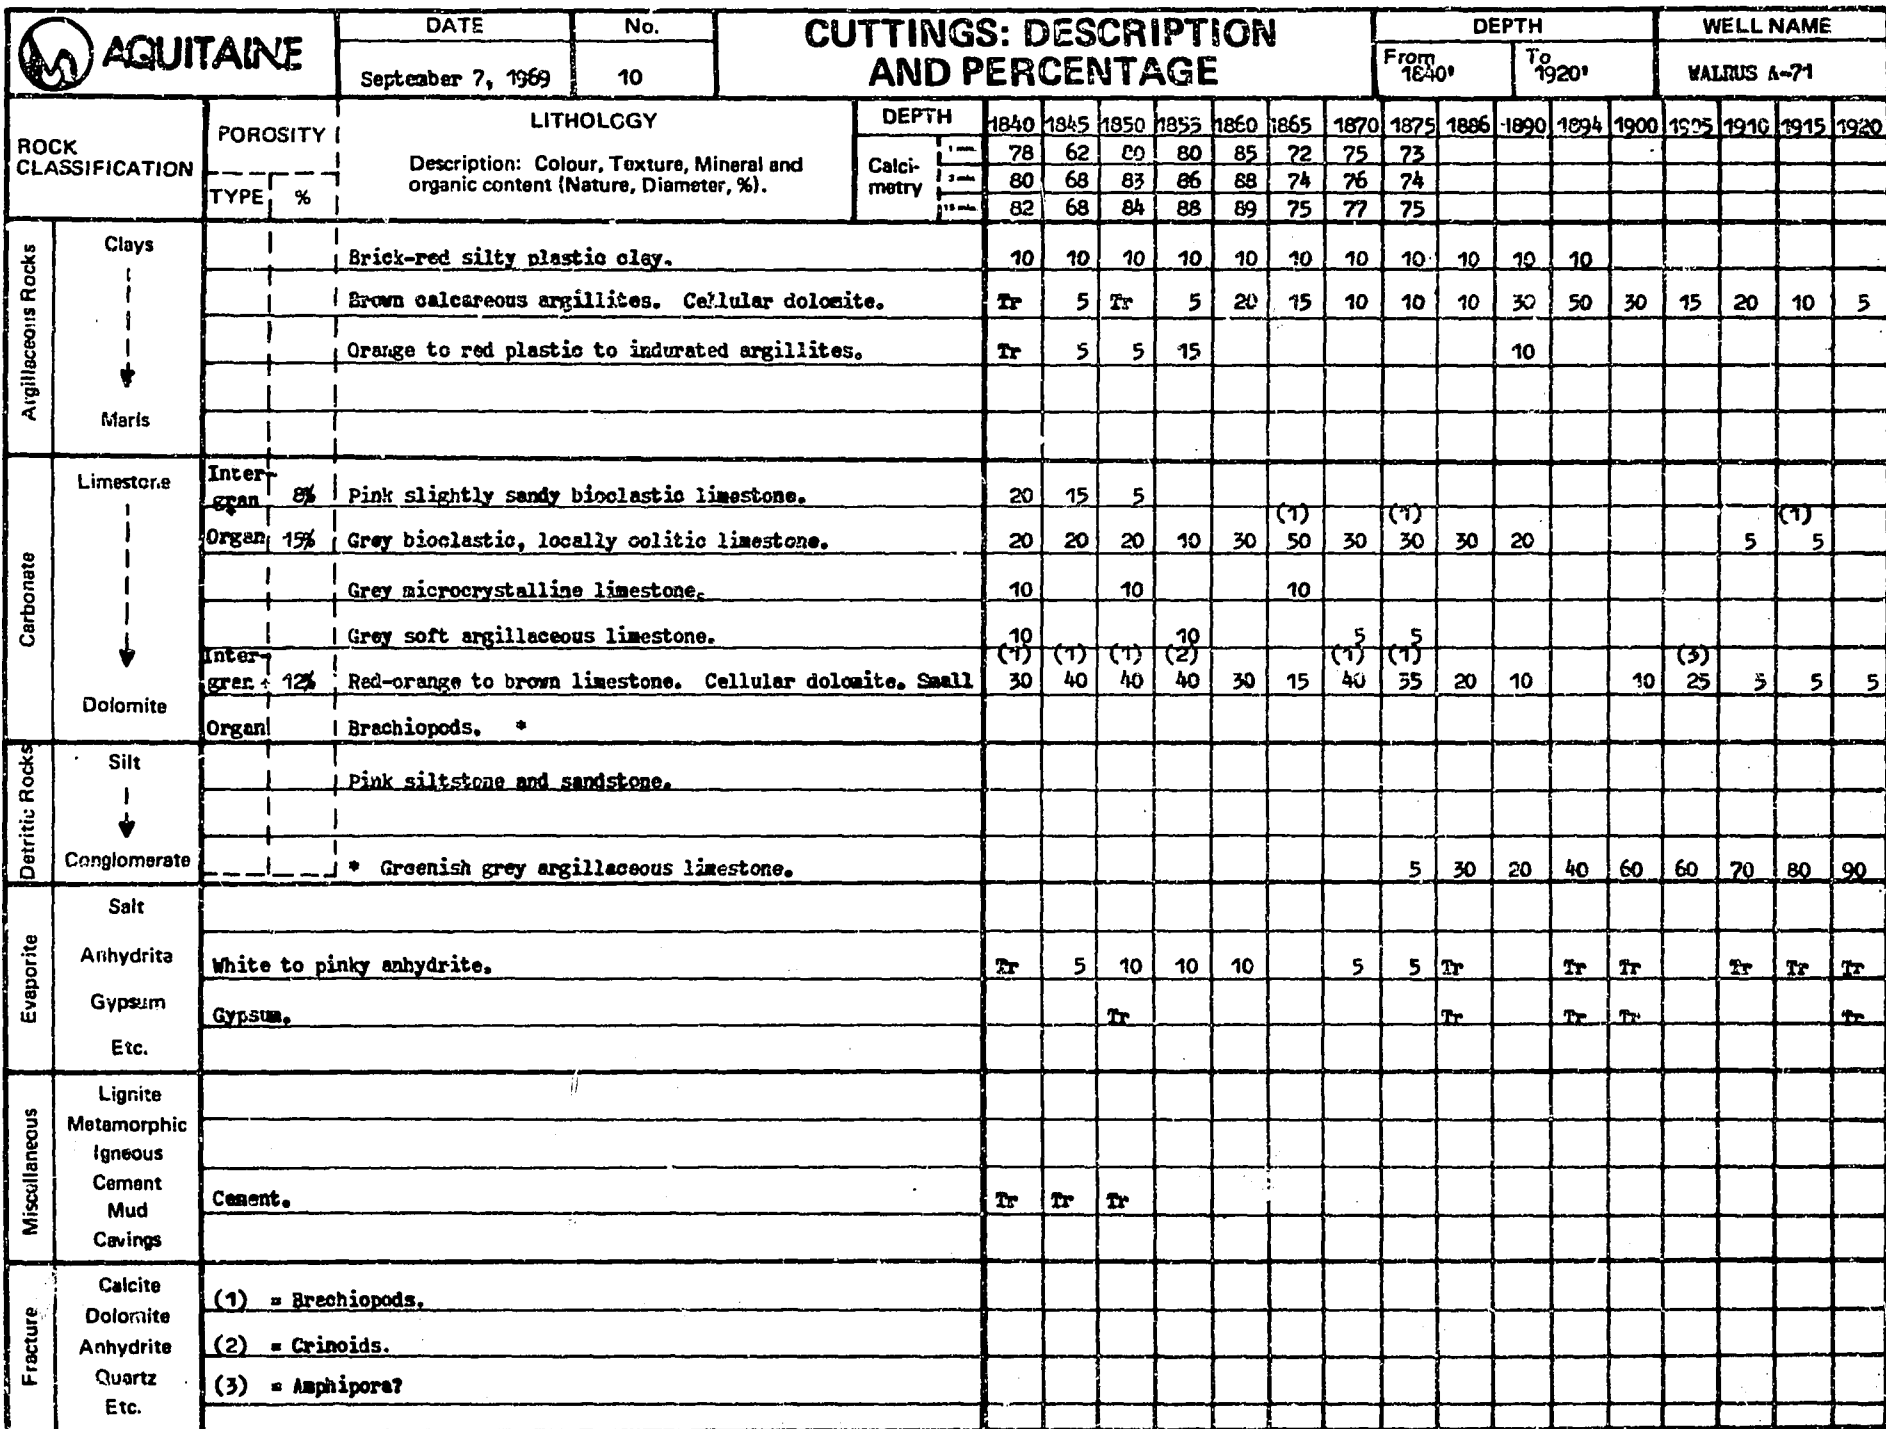 AQUITAINE
DATE
September 7, 1969
No.
10
CUTTINGS: DESCRIPTION
AND PERCENTAGE
DEPTH
From 1840' To 1920'
WELL NAME
WALRUS A-71
ROCK
CLASSIFICATION
POROSITY
TYPE %
LITHOLOGY
Description: Colour, Texture, Mineral and
organic content (Nature, Diameter, %).
DEPTH 1840 1845 1850 1855 1860 1865 1870 1875 1886 1890 1894 1900 1905 1910 1915 1920
Calci-
metry
1 min. 78 62 80 80 85 72 75 73
80 68 83 86 88 74 76 74
15 min. 82 68 84 88 89 75 77 75
Argillaceous Rocks
Clays
Marls
Brick-red silty plastic clay. 10 10 10 10 10 10 10 10 10 10 10
Brown calcareous argillites. Cellular dolomite. Tr 5 Tr 5 20 15 10 10 10 30 50 30 15 20 10 5
Orange to red plastic to indurated argillites. Tr 5 5 15 10
Carbonate
Limestone
Dolomite
Inter-
gran 8% Pink slightly sandy bioclastic limestone. 20 15 5
+ (1) (1) (1)
Organ 15% Grey bioclastic, locally oolitic limestone. 20 20 20 10 30 50 30 30 30 20 5 5
Grey microcrystalline limestone. 10 10 10
Grey soft argillaceous limestone. 10 10 5 5
Inter- (1) (1) (1) (2) (1) (1) (3)
gran + 12% Red-orange to brown limestone. Cellular dolomite. Small 30 40 40 40 30 15 40 35 20 10 10 25 5 5 5
Organ Brachiopods. *
Detritic Rocks
Silt
Conglomerate
Pink siltstone and sandstone.
* Greenish grey argillaceous limestone. 5 30 20 40 60 60 70 80 90
Evaporite
Salt
Anhydrite
Gypsum
Etc.
White to pinky anhydrite. Tr 5 10 10 10 5 5 Tr Tr Tr Tr Tr Tr
Gypsum. Tr Tr Tr Tr Tr
Miscellaneous
Lignite
Metamorphic
Igneous
Cement
Mud
Cavings
Cement. Tr Tr Tr
Fracture
Calcite
Dolomite
Anhydrite
Quartz
Etc.
(1) = Brachiopods.
(2) = Crinoids.
(3) = Amphipora?